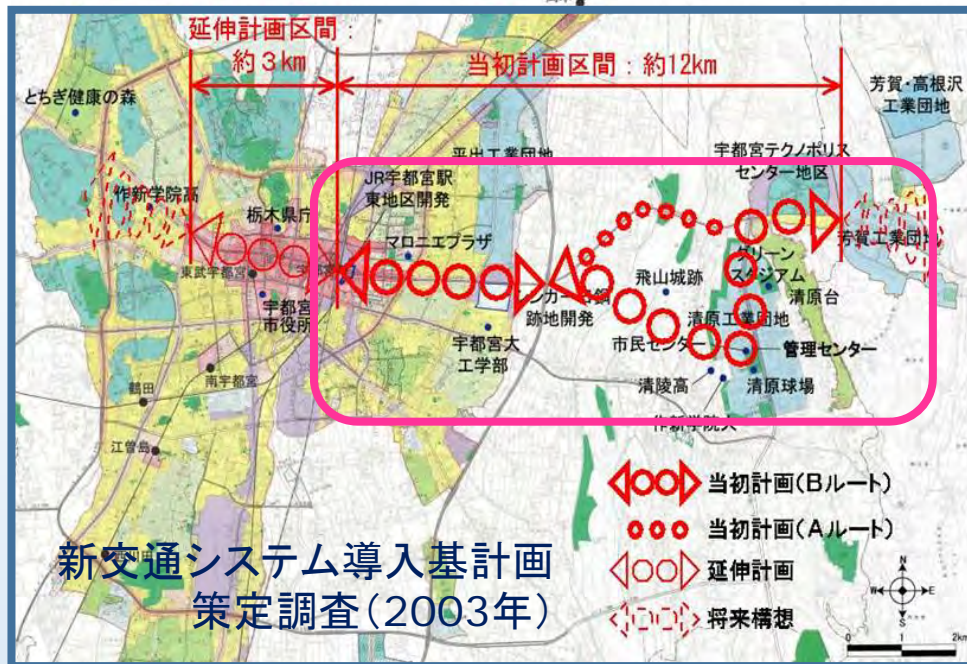 延伸計画区間：
約３km
当初計画区間：約12km
芳賀・高根沢
工業団地
とちぎ健康の森
平出工業団地
宇都宮テクノポリス
センター地区
JR宇都宮駅
東地区開発
作新学院高
栃木県庁
マロニエプラザ
芳賀工業団地
東武宇都宮
グリーン
スタジアム
飛山城跡
清原台
宇都宮
市役所
跡地開発
清原工業団地
宇都宮大
工学部
市民センター
管理センター
南宇都宮
清陵高
清原球場
鶴田
作新学院大
江曽島
当初計画(Bルート)
当初計画(Aルート)
延伸計画
将来構想
西川田
新交通システム導入基計画
策定調査(2003年)
N
W
E
S
0 1 2km